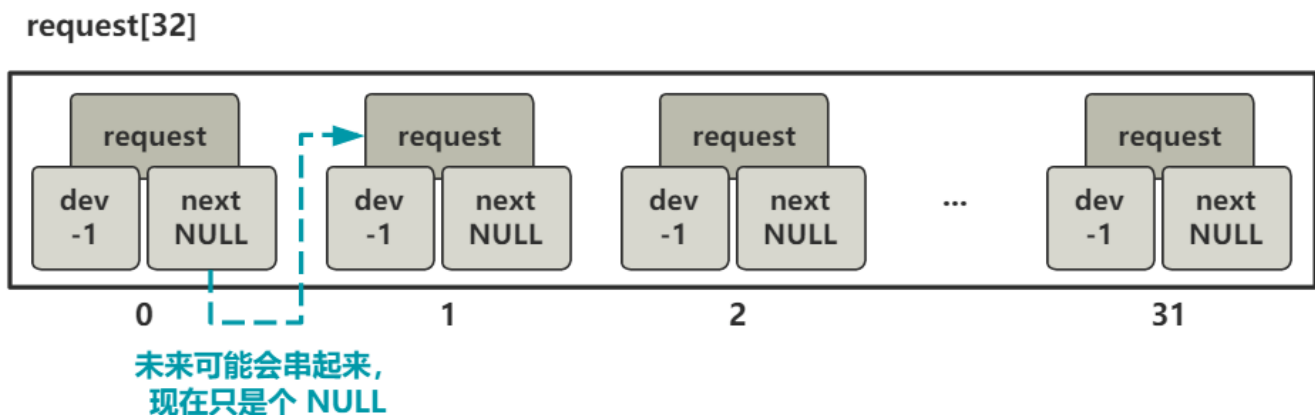 request[32]
request request request request
dev -1 next NULL dev -1 next NULL dev -1 next NULL ... dev -1 next NULL
0 1 2 31
未来可能会串起来，
现在只是个 NULL